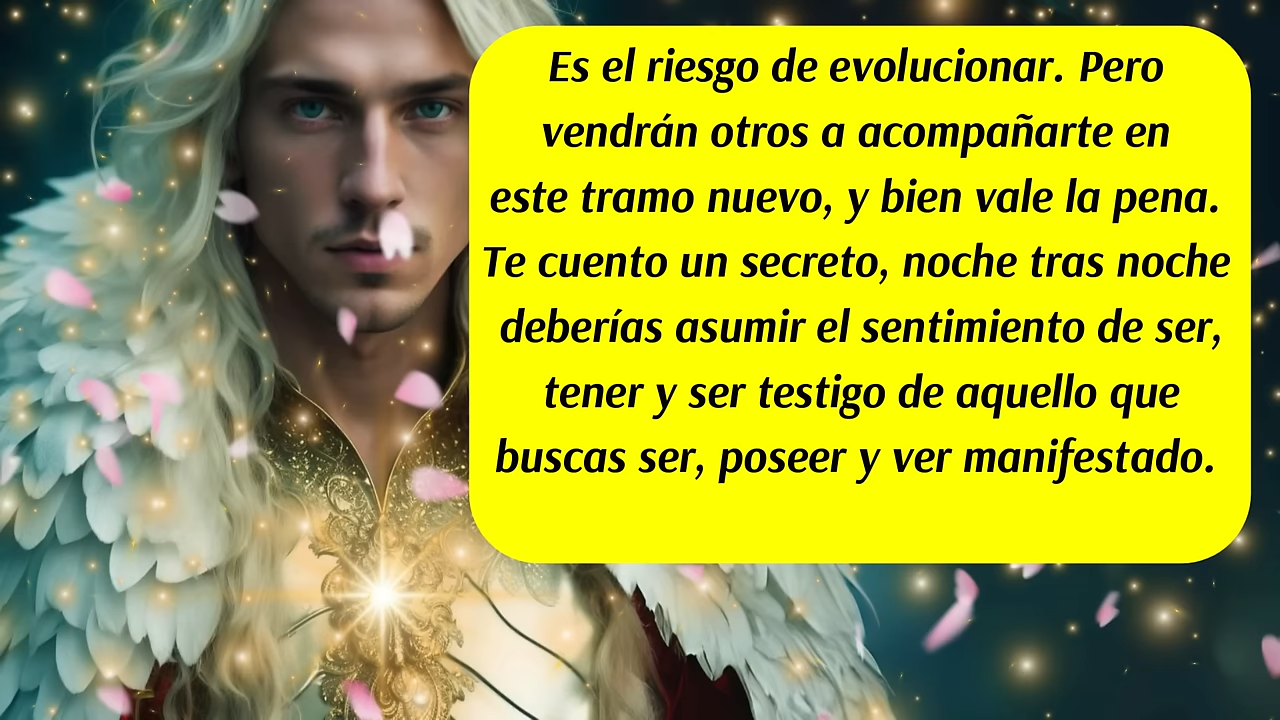 Es el riesgo de evolucionar. Pero
vendrán otros a acompañarte en
este tramo nuevo, y bien vale la pena.
Te cuento un secreto, noche tras noche
deberías asumir el sentimiento de ser,
tener y ser testigo de aquello que
buscas ser, poseer y ver manifestado.